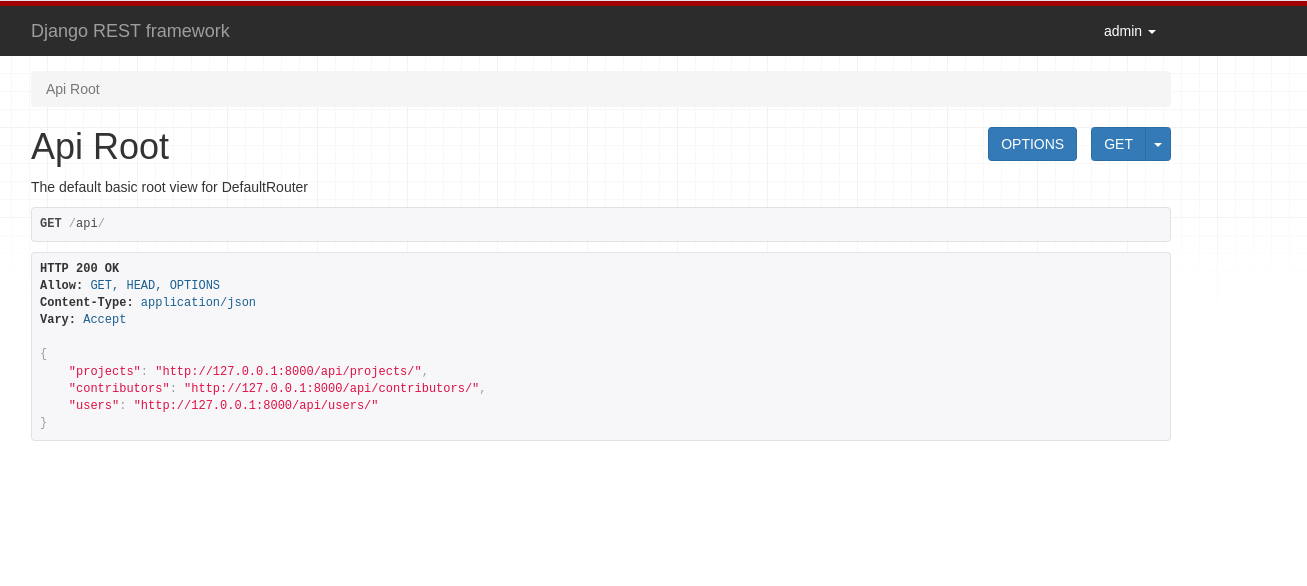 Django REST framework
admin
Api Root
Api Root
OPTIONS
GET
The default basic root view for DefaultRouter
GET /api/
HTTP 200 OK
Allow: GET, HEAD, OPTIONS
Content-Type: application/json
Vary: Accept
{
    "projects": "http://127.0.0.1:8000/api/projects/",
    "contributors": "http://127.0.0.1:8000/api/contributors/",
    "users": "http://127.0.0.1:8000/api/users/"
}